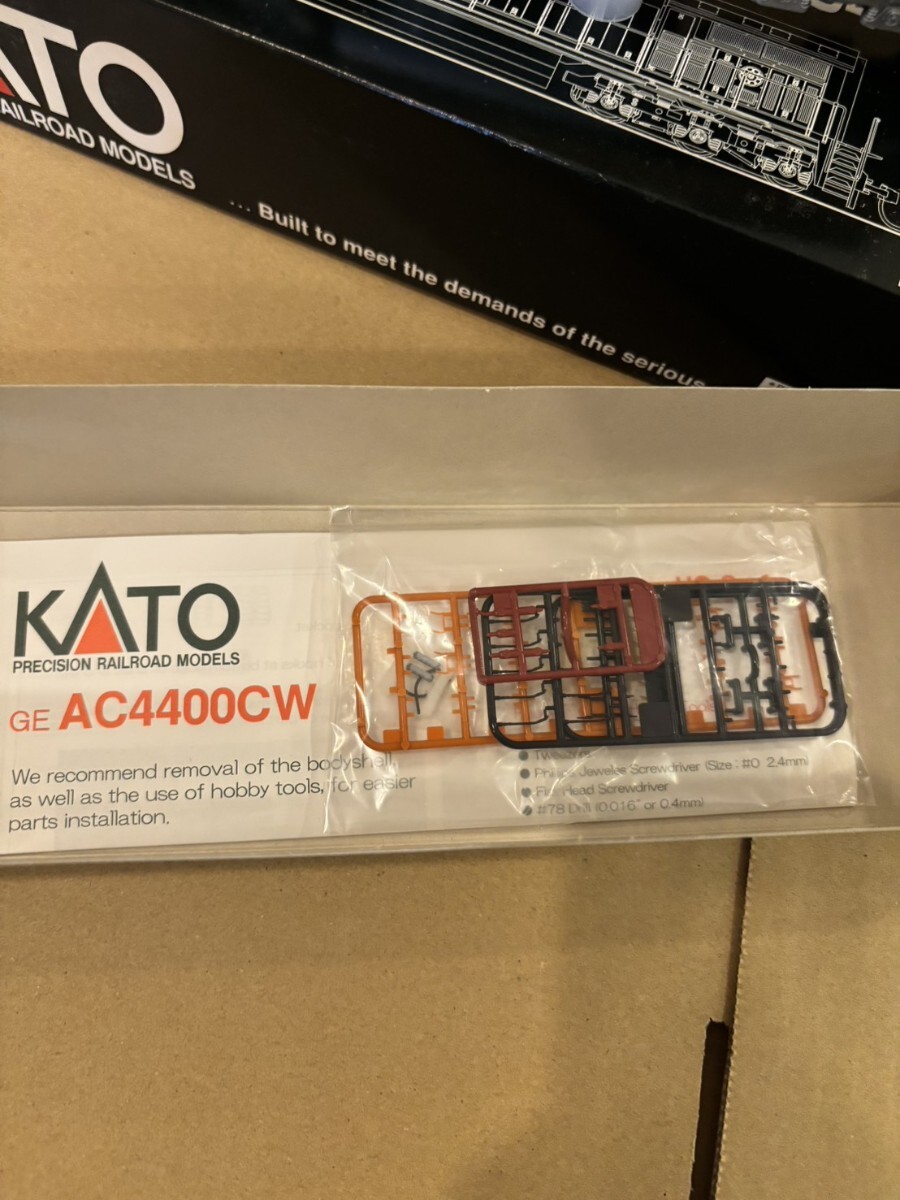 KATO
RAILROAD MODELS
... Built to meet the demands of the serious
KATO
PRECISION RAILROAD MODELS
GE AC4400CW
We recommend removal of the bodyshell,
as well as the use of hobby tools, for easier
parts installation.
● Tweezers
● Phillips Jeweler Screwdriver (Size : #0 2.4mm)
● Flat Head Screwdriver
● #78 Drill (0.016" or 0.4mm)